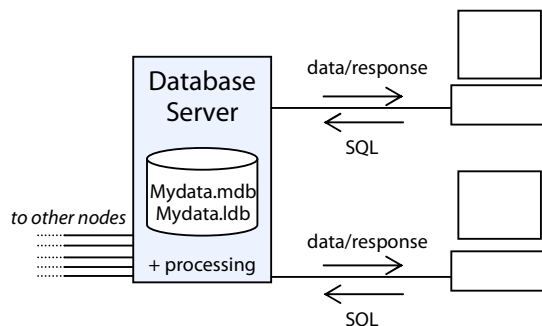 Database
Server
Mydata.mdb
Mydata.ldb
+ processing
to other nodes
data/response
SQL
data/response
SQL